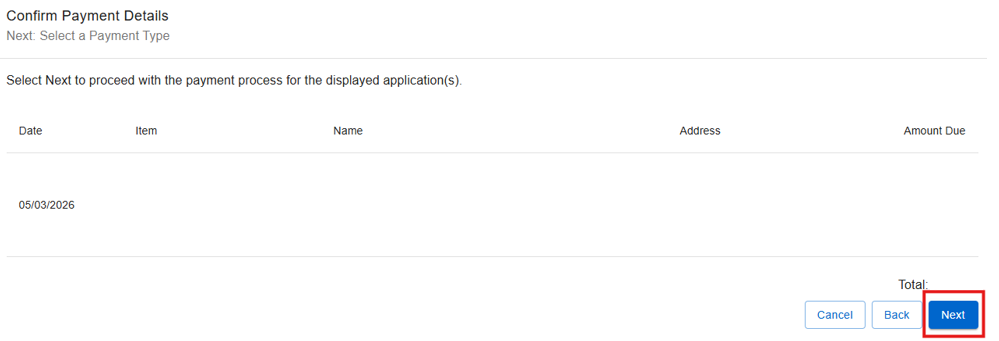 Confirm Payment Details
Next: Select a Payment Type
Select Next to proceed with the payment process for the displayed application(s).
Date Item Name Address Amount Due
05/03/2026
Total:
Cancel Back Next